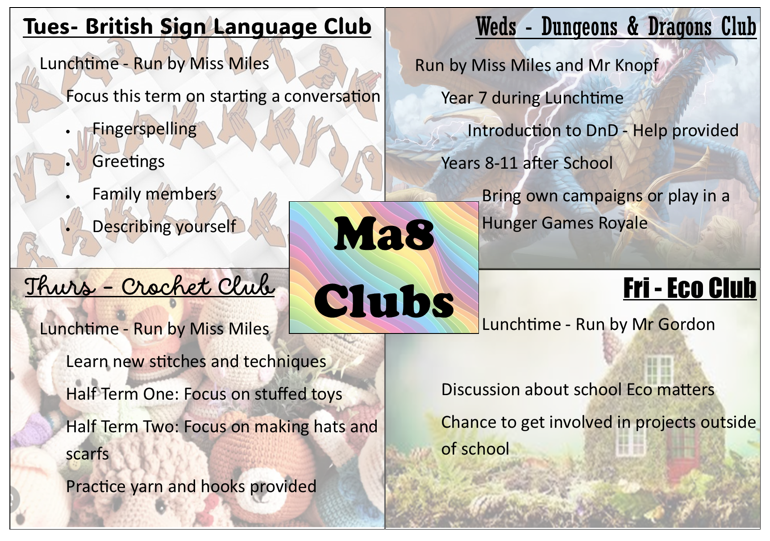 Tues- British Sign Language Club
Lunchtime - Run by Miss Miles
Focus this term on starting a conversation
• Fingerspelling
• Greetings
• Family members
• Describing yourself
Weds - Dungeons & Dragons Club
Run by Miss Miles and Mr Knopf
Year 7 during Lunchtime
Introduction to DnD - Help provided
Years 8-11 after School
Bring own campaigns or play in a
Hunger Games Royale
Ma8
Clubs
Thurs - Crochet Club
Lunchtime - Run by Miss Miles
Learn new stitches and techniques
Half Term One: Focus on stuffed toys
Half Term Two: Focus on making hats and
scarfs
Practice yarn and hooks provided
Fri - Eco Club
Lunchtime - Run by Mr Gordon
Discussion about school Eco matters
Chance to get involved in projects outside
of school